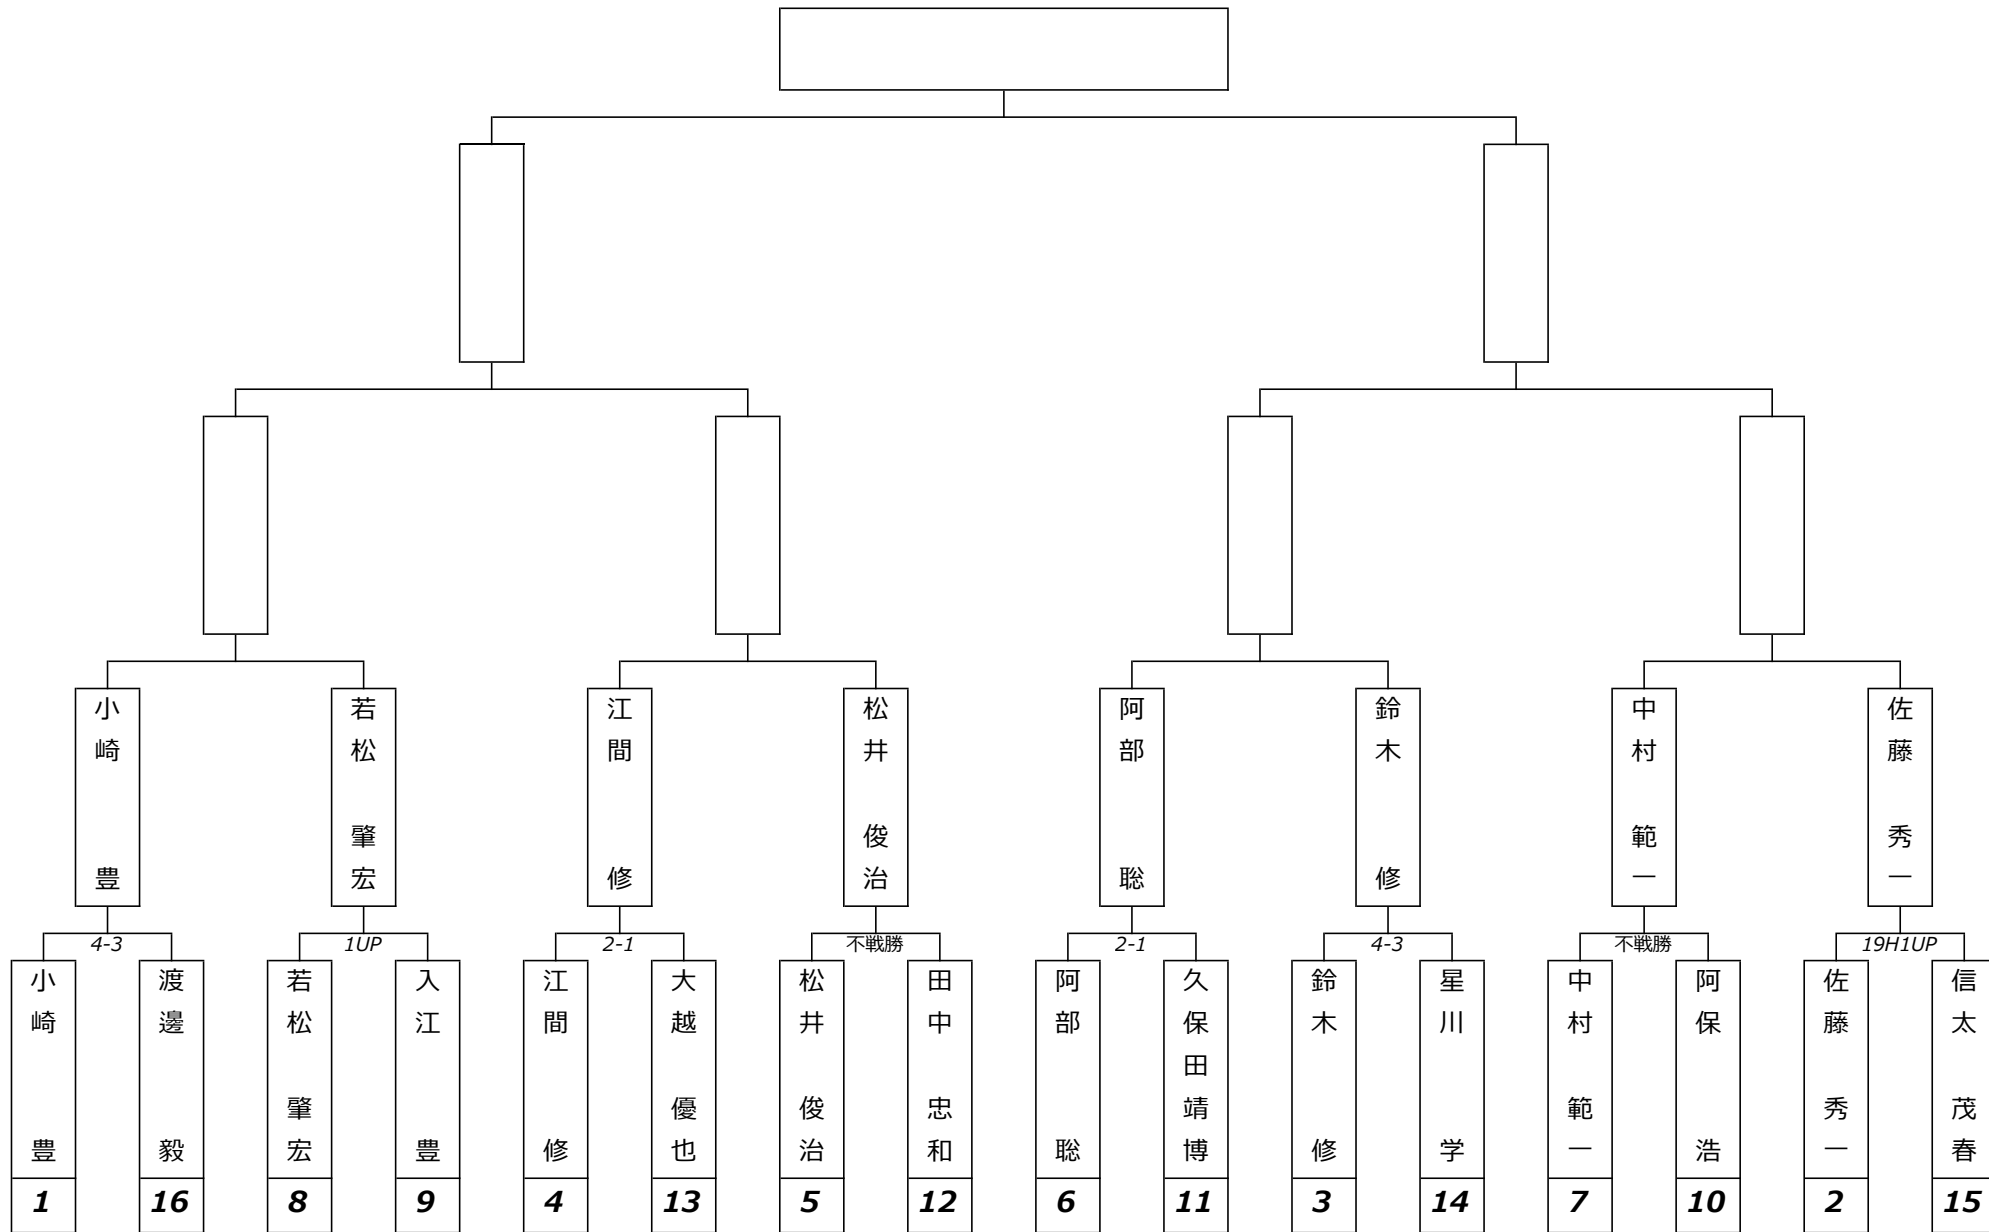 小崎 豊
若松 肇宏
江間 修
松井 俊治
阿部 聡
鈴木 修
中村 範一
佐藤 秀一
4-3
1UP
2-1
不戦勝
2-1
4-3
不戦勝
19H1UP
小崎 豊
渡邊 毅
若松 肇宏
入江 豊
江間 修
大越 優也
松井 俊治
田中 忠和
阿部 聡
久保田靖博
鈴木 修
星川 学
中村 範一
阿保 浩
佐藤 秀一
信太 茂春
1
16
8
9
4
13
5
12
6
11
3
14
7
10
2
15